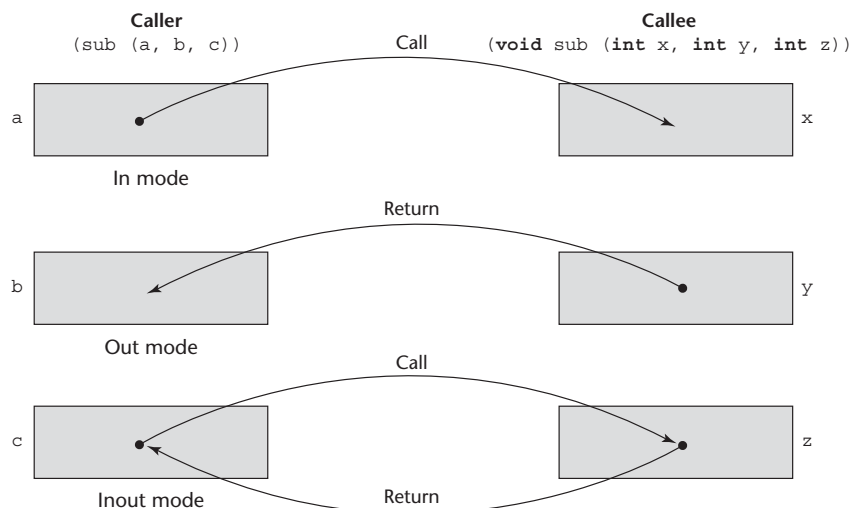 Caller
(sub (a, b, c))
Callee
(void sub (int x, int y, int z))
Call
a
x
In mode
Return
b
y
Out mode
Call
c
z
Inout mode
Return